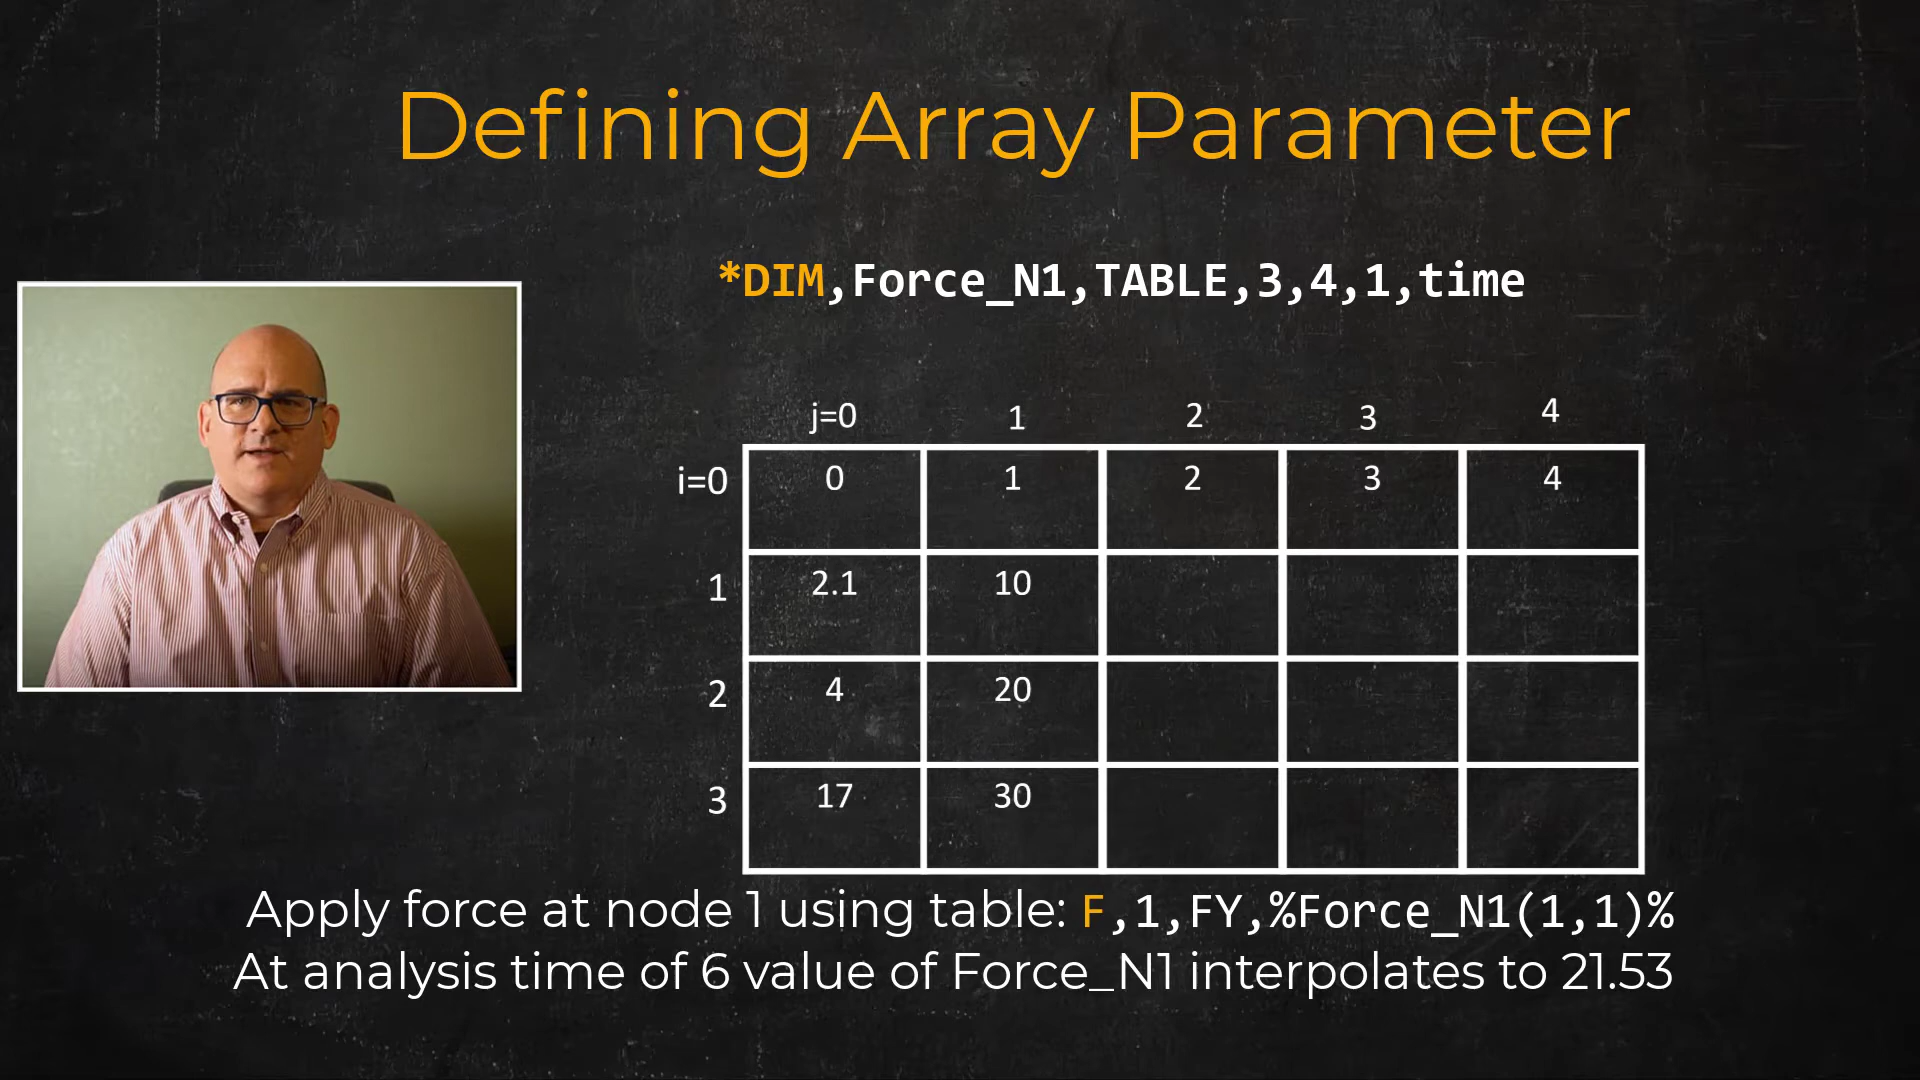 Defining Array Parameter
*DIM,Force_N1,TABLE,3,4,1,time
j=0 1 2 3 4
i=0 0 1 2 3 4
1 2.1 10
2 4 20
3 17 30
Apply force at node 1 using table: F,1,FY,%Force_N1(1,1)%
At analysis time of 6 value of Force_N1 interpolates to 21.53